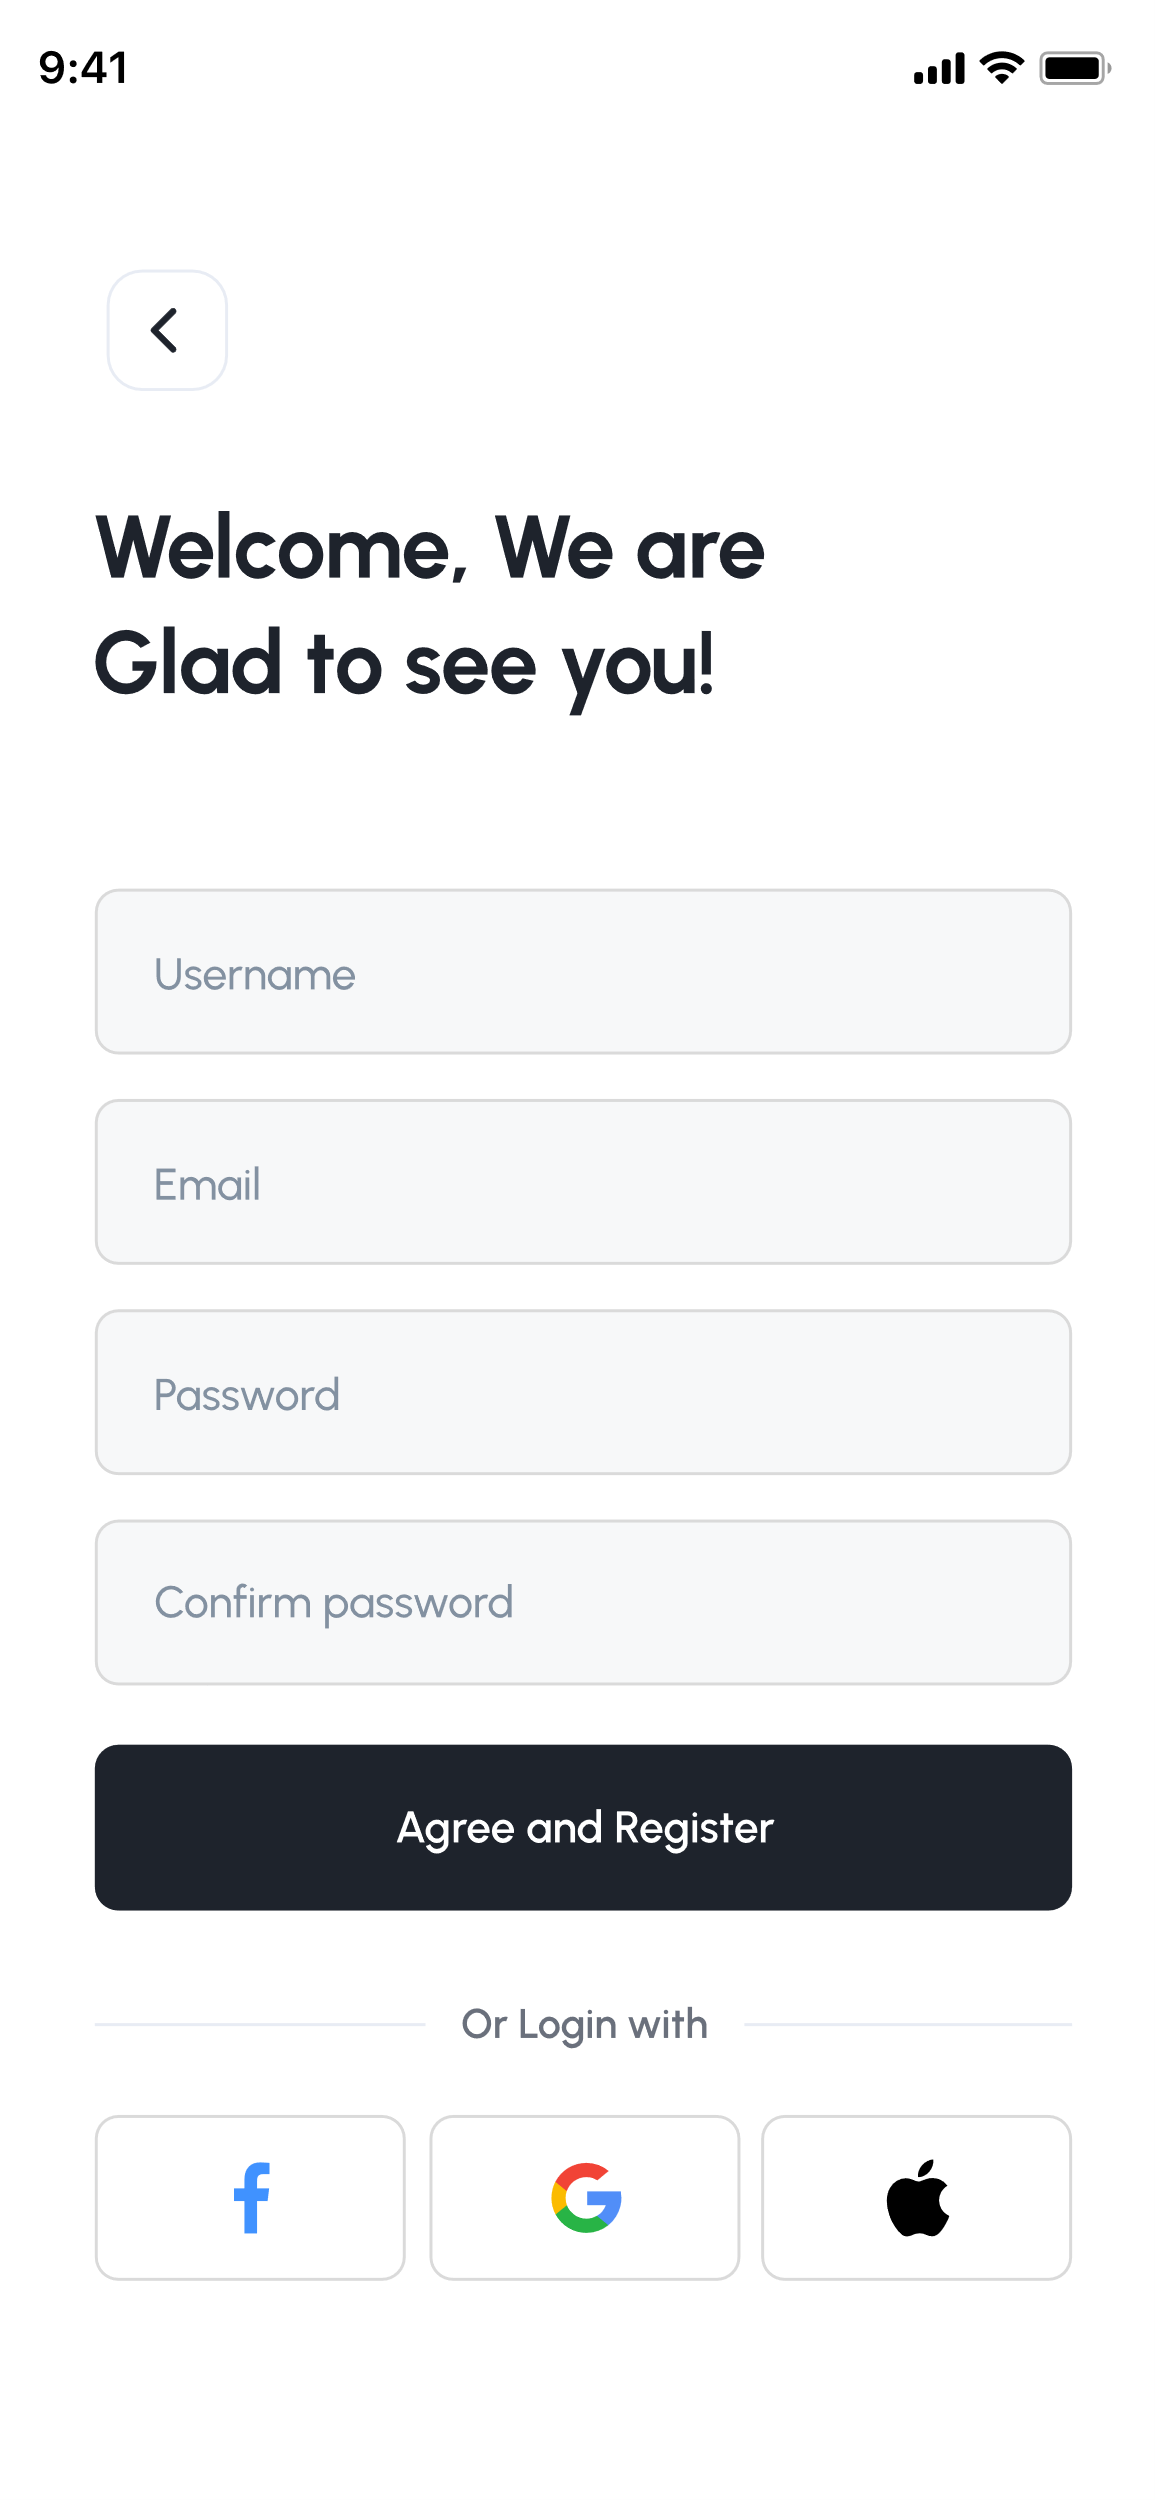 9:41
Welcome, We are
Glad to see you!
Username
Email
Password
Confirm password
Agree and Register
Or Login with